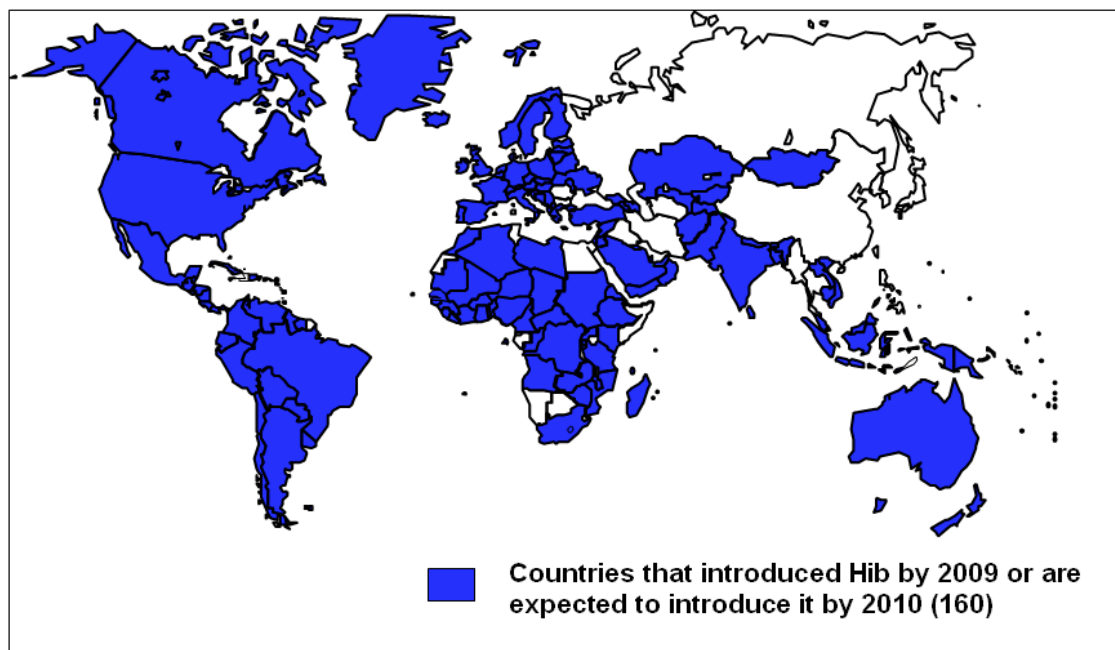 Countries that introduced Hib by 2009 or are
expected to introduce it by 2010 (160)